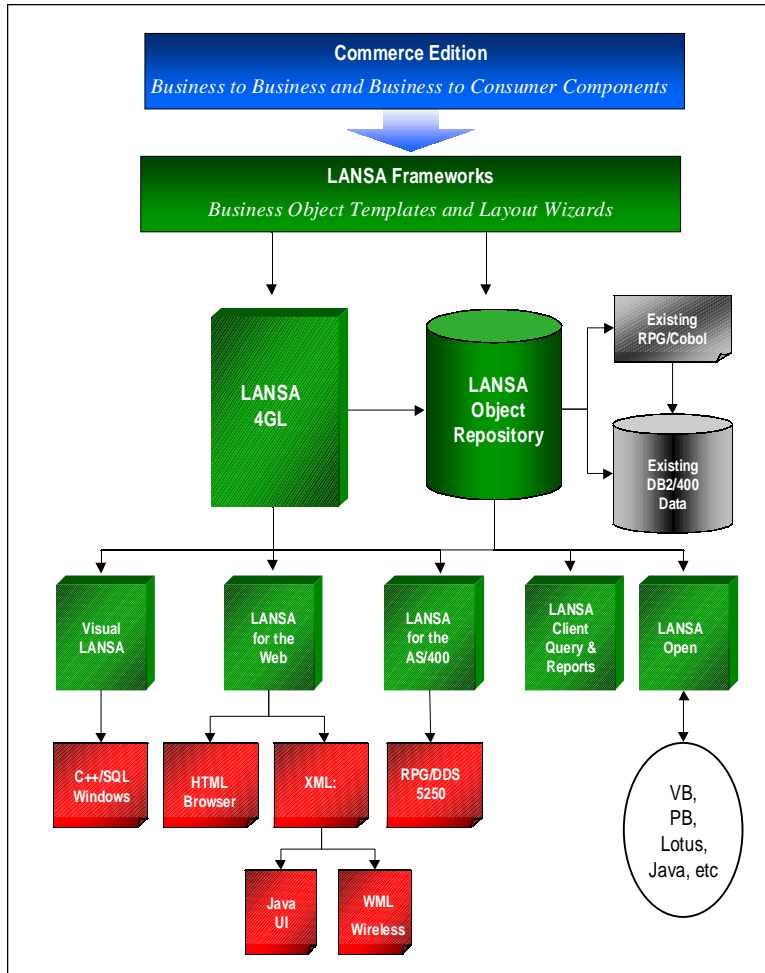 Commerce Edition
Business to Business and Business to Consumer Components
LANSA Frameworks
Business Object Templates and Layout Wizards
LANSA
4GL
LANSA
Object
Repository
Existing
RPG/Cobol
Existing
DB2/400
Data
Visual
LANSA
LANSA
for the
Web
LANSA
for the
AS/400
LANSA
Client
Query &
Reports
LANSA
Open
C++/SQL
Windows
HTML
Browser
XML:
RPG/DDS
5250
VB,
PB,
Lotus,
Java, etc
Java
UI
WML
Wireless